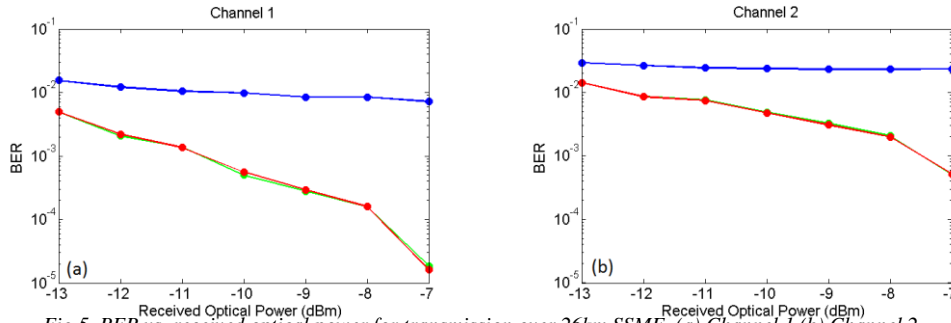 Channel 1
10^-1
10^-2
10^-3
10^-4
10^-5
BER
(a)
-13 -12 -11 -10 -9 -8 -7
Received Optical Power (dBm)
Channel 2
10^-1
10^-2
10^-3
10^-4
10^-5
BER
(b)
-13 -12 -11 -10 -9 -8 -7
Received Optical Power (dBm)
Fig 5. BER vs. received optical power for transmission over 26km SSMF. (a) Channel 1 (b) Channel 2